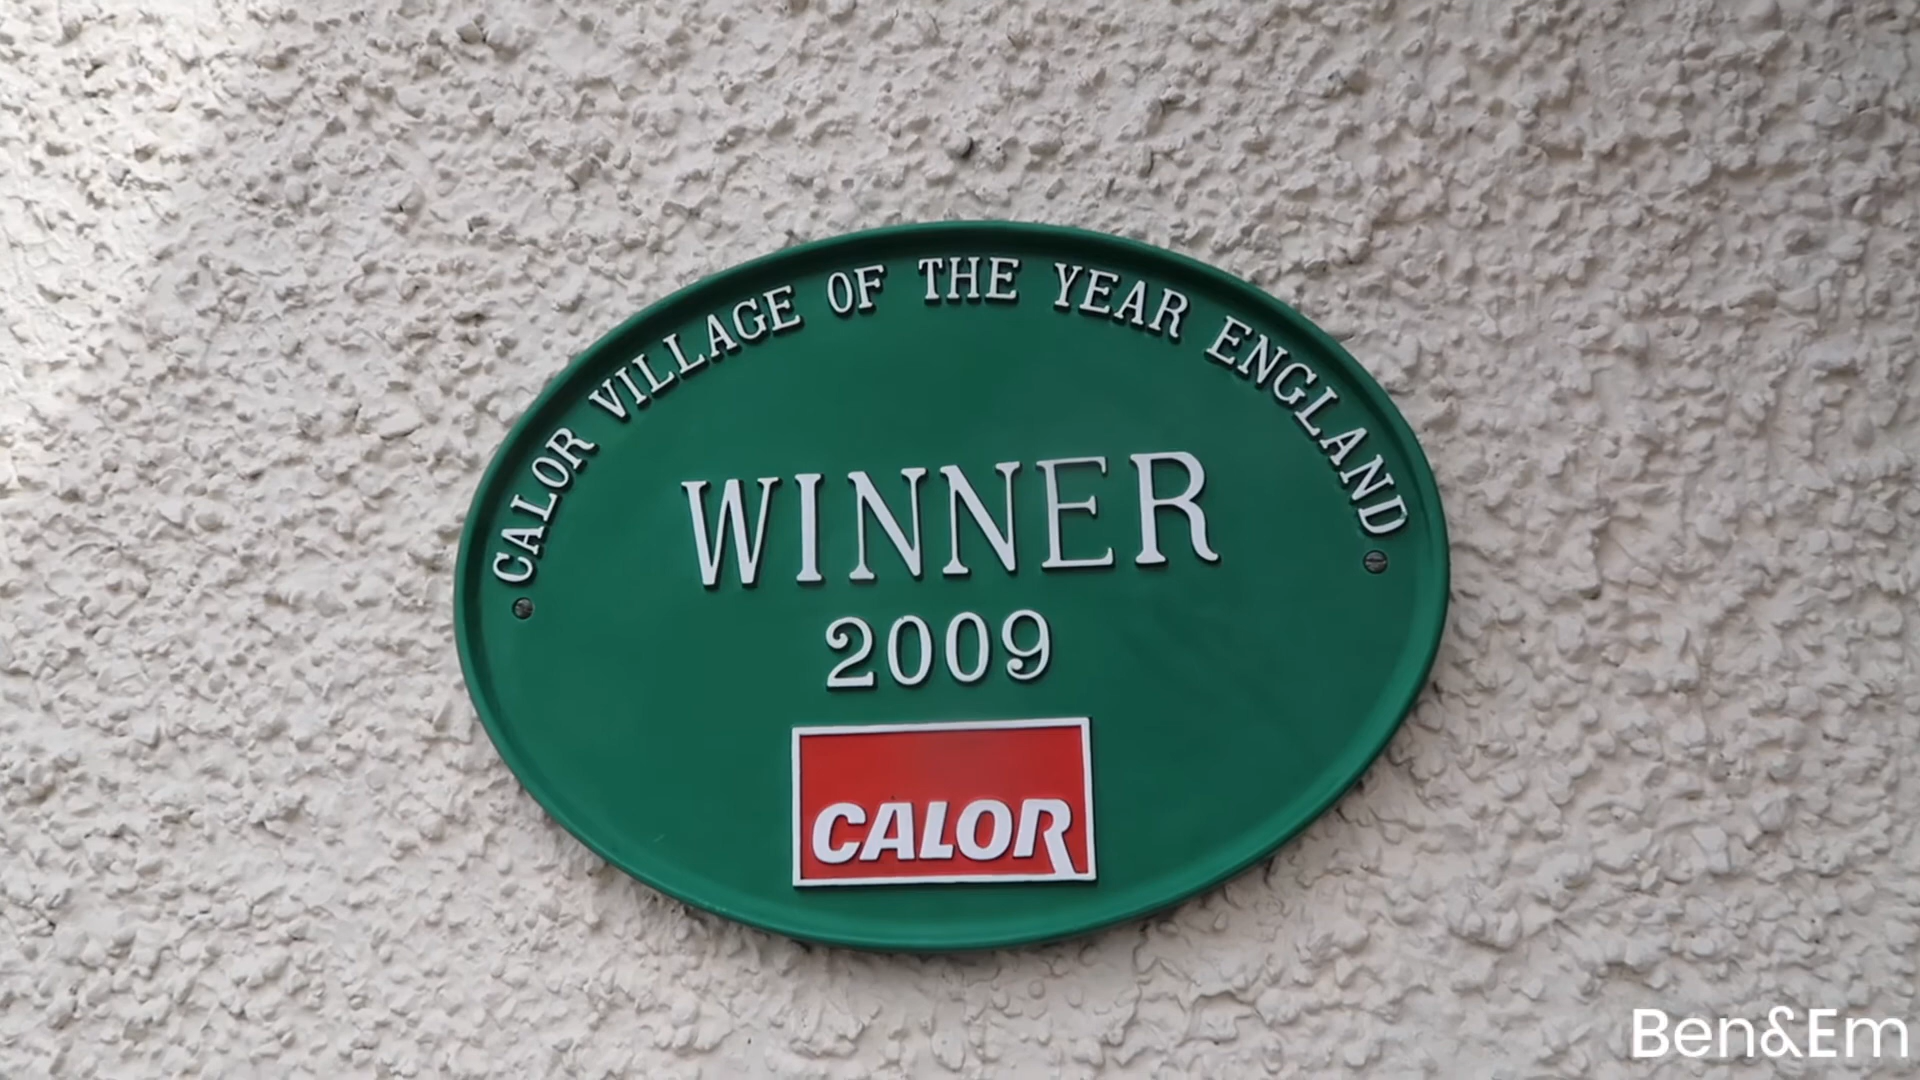 CALOR VILLAGE OF THE YEAR ENGLAND
WINNER
2009
CALOR
Ben&Em